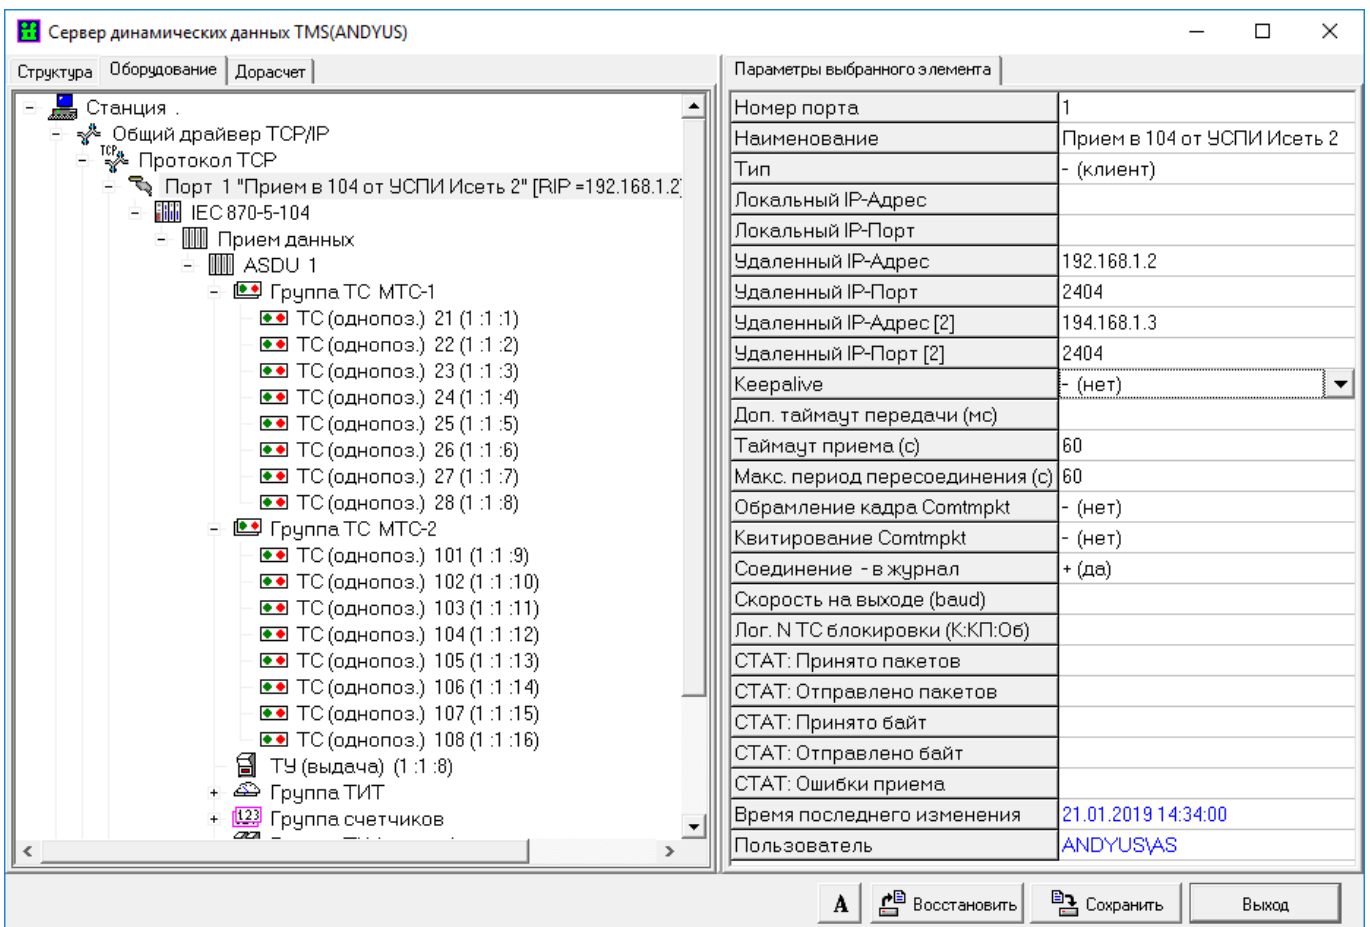 Сервер динамических данных TMS(ANDYUS)
Структура Оборудование Дорасчет
Параметры выбранного элемента
Станция .
Общий драйвер TCP/IP
TCP
Протокол TCP
Порт 1 "Прием в 104 от УСПИ Исеть 2" [RIP =192.168.1.2]
IEC 870-5-104
Прием данных
ASDU 1
Группа ТС МТС-1
ТС (однопоз.) 21 (1 :1 :1)
ТС (однопоз.) 22 (1 :1 :2)
ТС (однопоз.) 23 (1 :1 :3)
ТС (однопоз.) 24 (1 :1 :4)
ТС (однопоз.) 25 (1 :1 :5)
ТС (однопоз.) 26 (1 :1 :6)
ТС (однопоз.) 27 (1 :1 :7)
ТС (однопоз.) 28 (1 :1 :8)
Группа ТС МТС-2
ТС (однопоз.) 101 (1 :1 :9)
ТС (однопоз.) 102 (1 :1 :10)
ТС (однопоз.) 103 (1 :1 :11)
ТС (однопоз.) 104 (1 :1 :12)
ТС (однопоз.) 105 (1 :1 :13)
ТС (однопоз.) 106 (1 :1 :14)
ТС (однопоз.) 107 (1 :1 :15)
ТС (однопоз.) 108 (1 :1 :16)
ТУ (выдача) (1 :1 :8)
Группа ТИТ
123
Группа счетчиков
Номер порта 1
Наименование Прием в 104 от УСПИ Исеть 2
Тип - (клиент)
Локальный IP-Адрес
Локальный IP-Порт
Удаленный IP-Адрес 192.168.1.2
Удаленный IP-Порт 2404
Удаленный IP-Адрес [2] 194.168.1.3
Удаленный IP-Порт [2] 2404
Keepalive - (нет)
Доп. таймаут передачи (мс)
Таймаут приема (с) 60
Макс. период пересоединения (с) 60
Обрамление кадра Comtmpkt - (нет)
Квитирование Comtmpkt - (нет)
Соединение - в журнал + (да)
Скорость на выходе (baud)
Лог. N ТС блокировки (К:КП:Об)
СТАТ: Принято пакетов
СТАТ: Отправлено пакетов
СТАТ: Принято байт
СТАТ: Отправлено байт
СТАТ: Ошибки приема
Время последнего изменения 21.01.2019 14:34:00
Пользователь ANDYUS\AS
A Восстановить Сохранить Выход